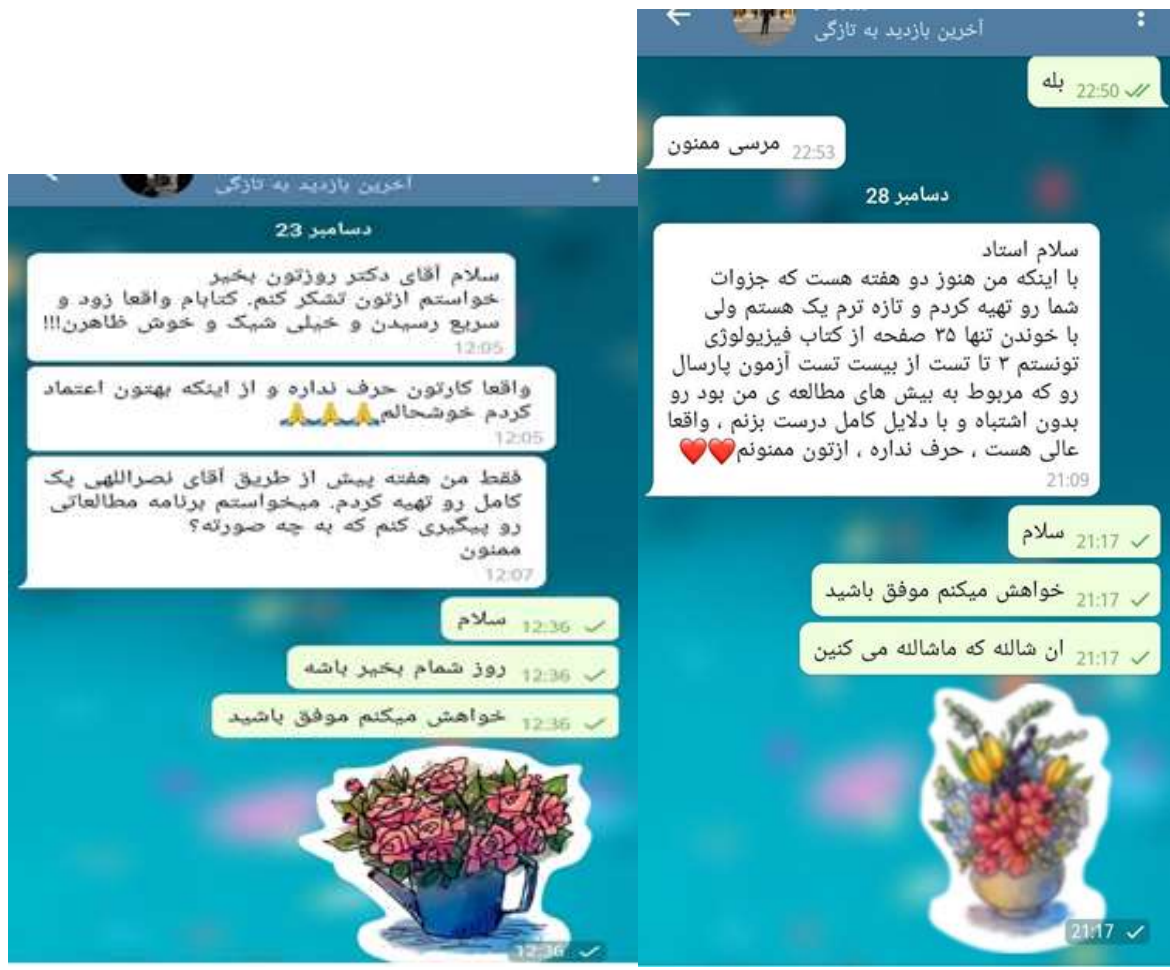 آخرین بازدید به تازگی
دسامبر 23
سلام آقای دکتر روزتون بخیر
خواستم ازتون تشکر کنم. کتابام واقعا زود و
سریع رسیدن و خیلی شیک و خوش ظاهرن!!!
12:05
واقعا کارتون حرف نداره و از اینکه بهتون اعتماد
کردم خوشحالم🙏🙏🙏
12:05
فقط من هفته پیش از طریق آقای نصراللهی پک
کامل رو تهیه کردم. میخواستم برنامه مطالعاتی
رو پیگیری کنم که به چه صورته؟
ممنون
12:07
سلام 12:36
روز شمام بخیر باشه 12:36
خواهش میکنم موفق باشید 12:36
12:36
آخرین بازدید به تازگی
بله 22:50
مرسی ممنون 22:53
دسامبر 28
سلام استاد
با اینکه من هنوز دو هفته هست که جزوات
شما رو تهیه کردم و تازه ترم یک هستم ولی
با خوندن تنها ۳۵ صفحه از کتاب فیزیولوژی
تونستم ۳ تا تست از بیست تست آزمون پارسال
رو که مربوط به بیش های مطالعه ی من بود رو
بدون اشتباه و با دلایل کامل درست بزنم ، واقعا
عالی هست ، حرف نداره ، ازتون ممنونم❤️❤️
21:09
سلام 21:17
خواهش میکنم موفق باشید 21:17
ان شالله که ماشالله می کنین 21:17
21:17